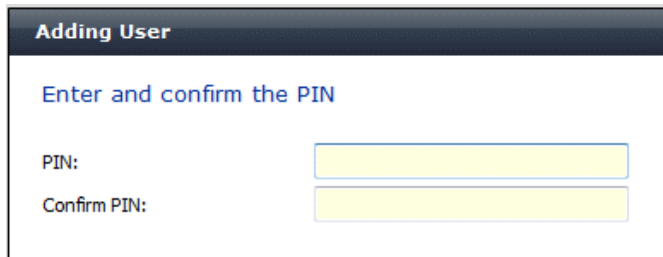 Adding User
Enter and confirm the PIN
PIN:
Confirm PIN: